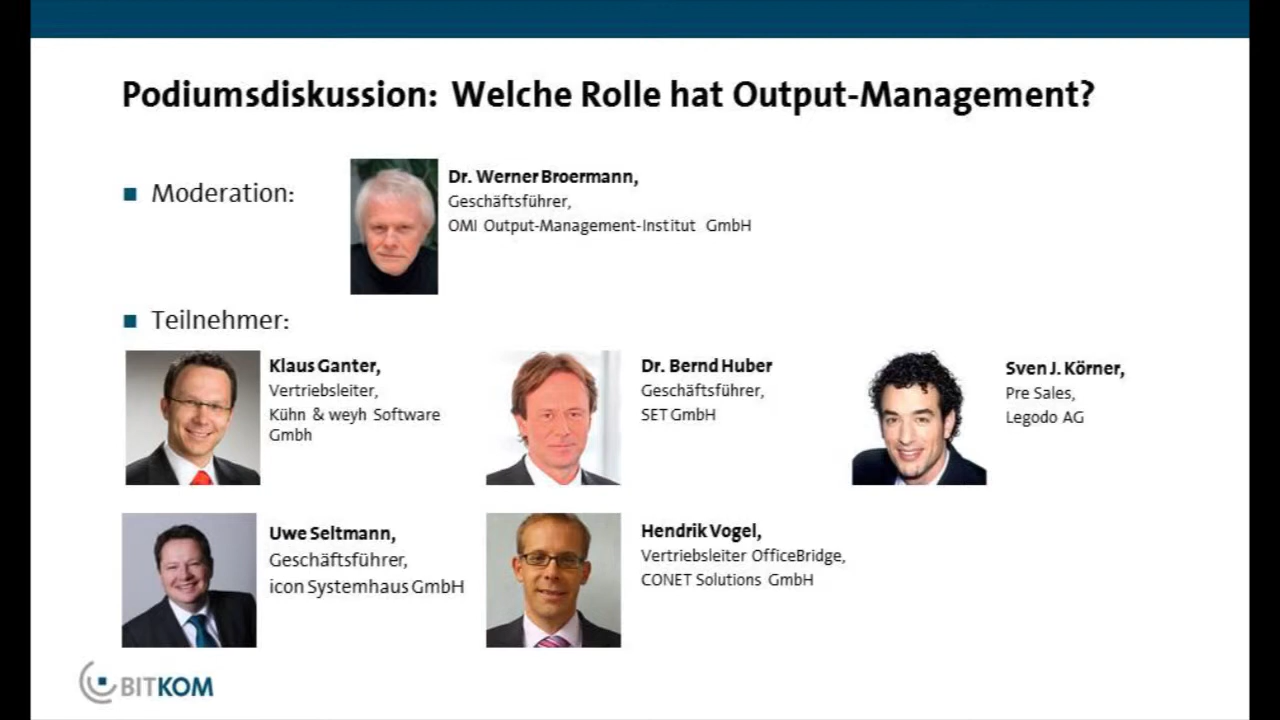 Podiumsdiskussion: Welche Rolle hat Output-Management?
Moderation:
Dr. Werner Broermann,
Geschäftsführer,
OMI Output-Management-Institut GmbH
Teilnehmer:
Klaus Ganter,
Vertriebsleiter,
Kühn & weyh Software
Gmbh
Dr. Bernd Huber
Geschäftsführer,
SET GmbH
Sven J. Körner,
Pre Sales,
Legodo AG
Uwe Seltmann,
Geschäftsführer,
icon Systemhaus GmbH
Hendrik Vogel,
Vertriebsleiter OfficeBridge,
CONET Solutions GmbH
BITKOM